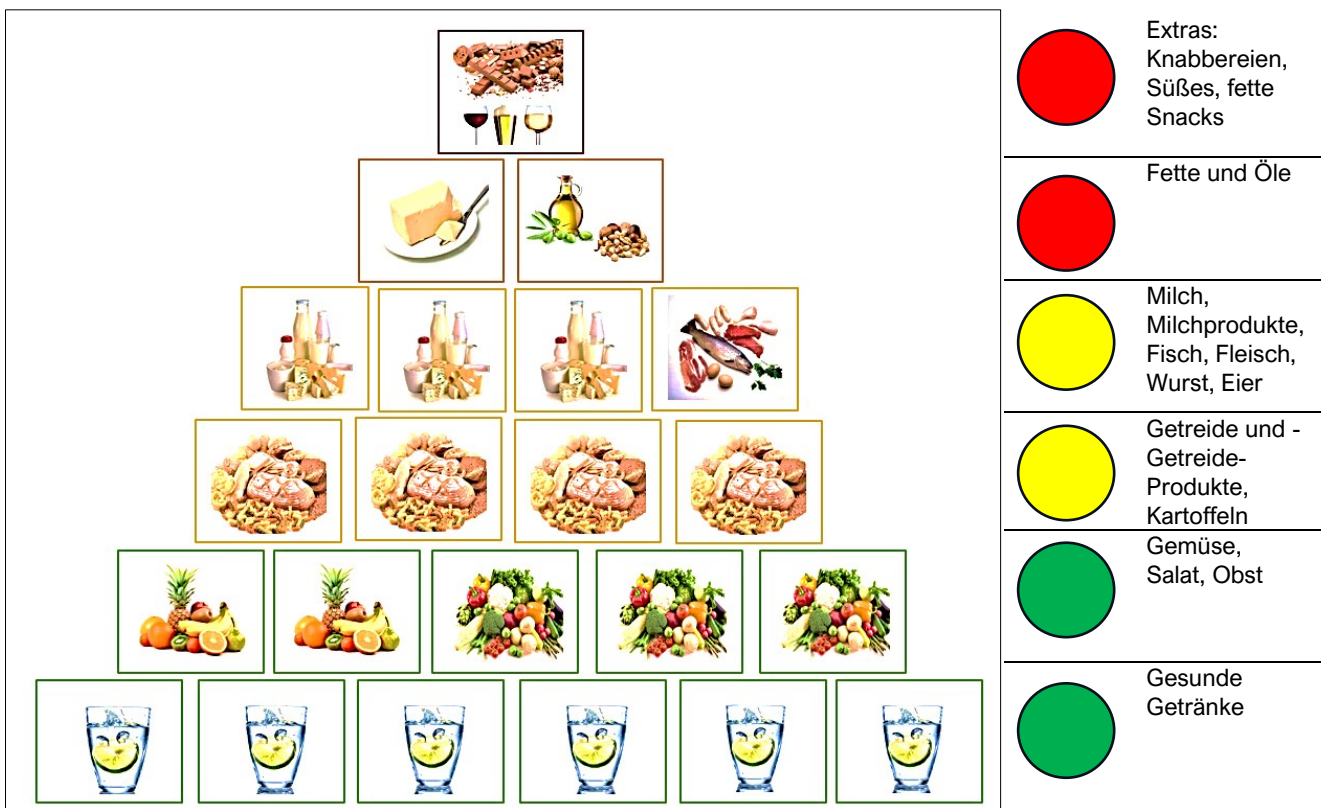 Extras:
Knabbereien,
Süßes, fette
Snacks
Fette und Öle
Milch,
Milchprodukte,
Fisch, Fleisch,
Wurst, Eier
Getreide und -
Getreide-
Produkte,
Kartoffeln
Gemüse,
Salat, Obst
Gesunde
Getränke